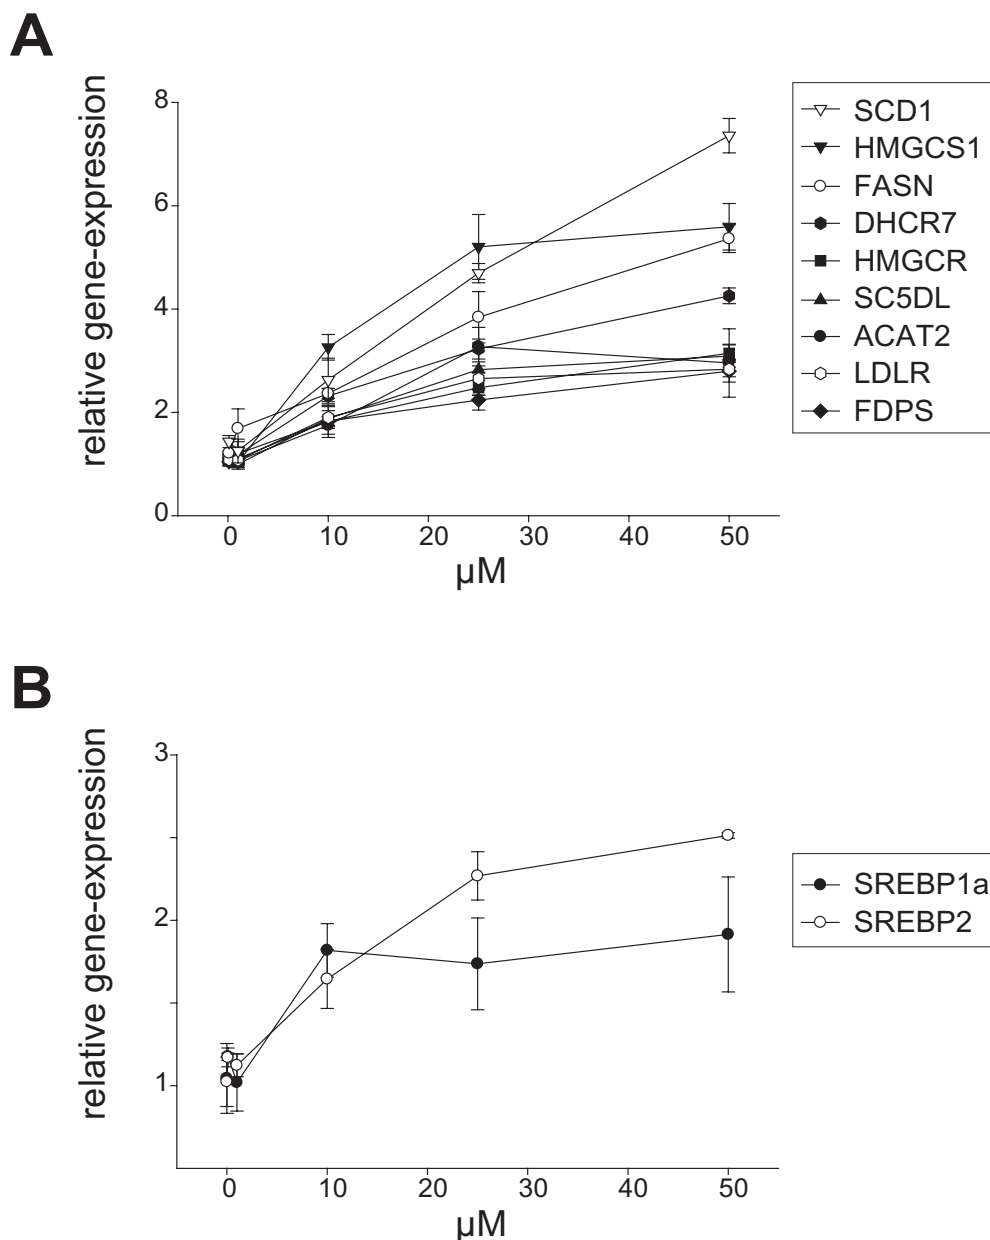 A
relative gene-expression
8
6
4
2
0
0 10 20 30 40 50
µM
SCD1
HMGCS1
FASN
DHCR7
HMGCR
SC5DL
ACAT2
LDLR
FDPS
B
relative gene-expression
3
2
1
0 10 20 30 40 50
µM
SREBP1a
SREBP2